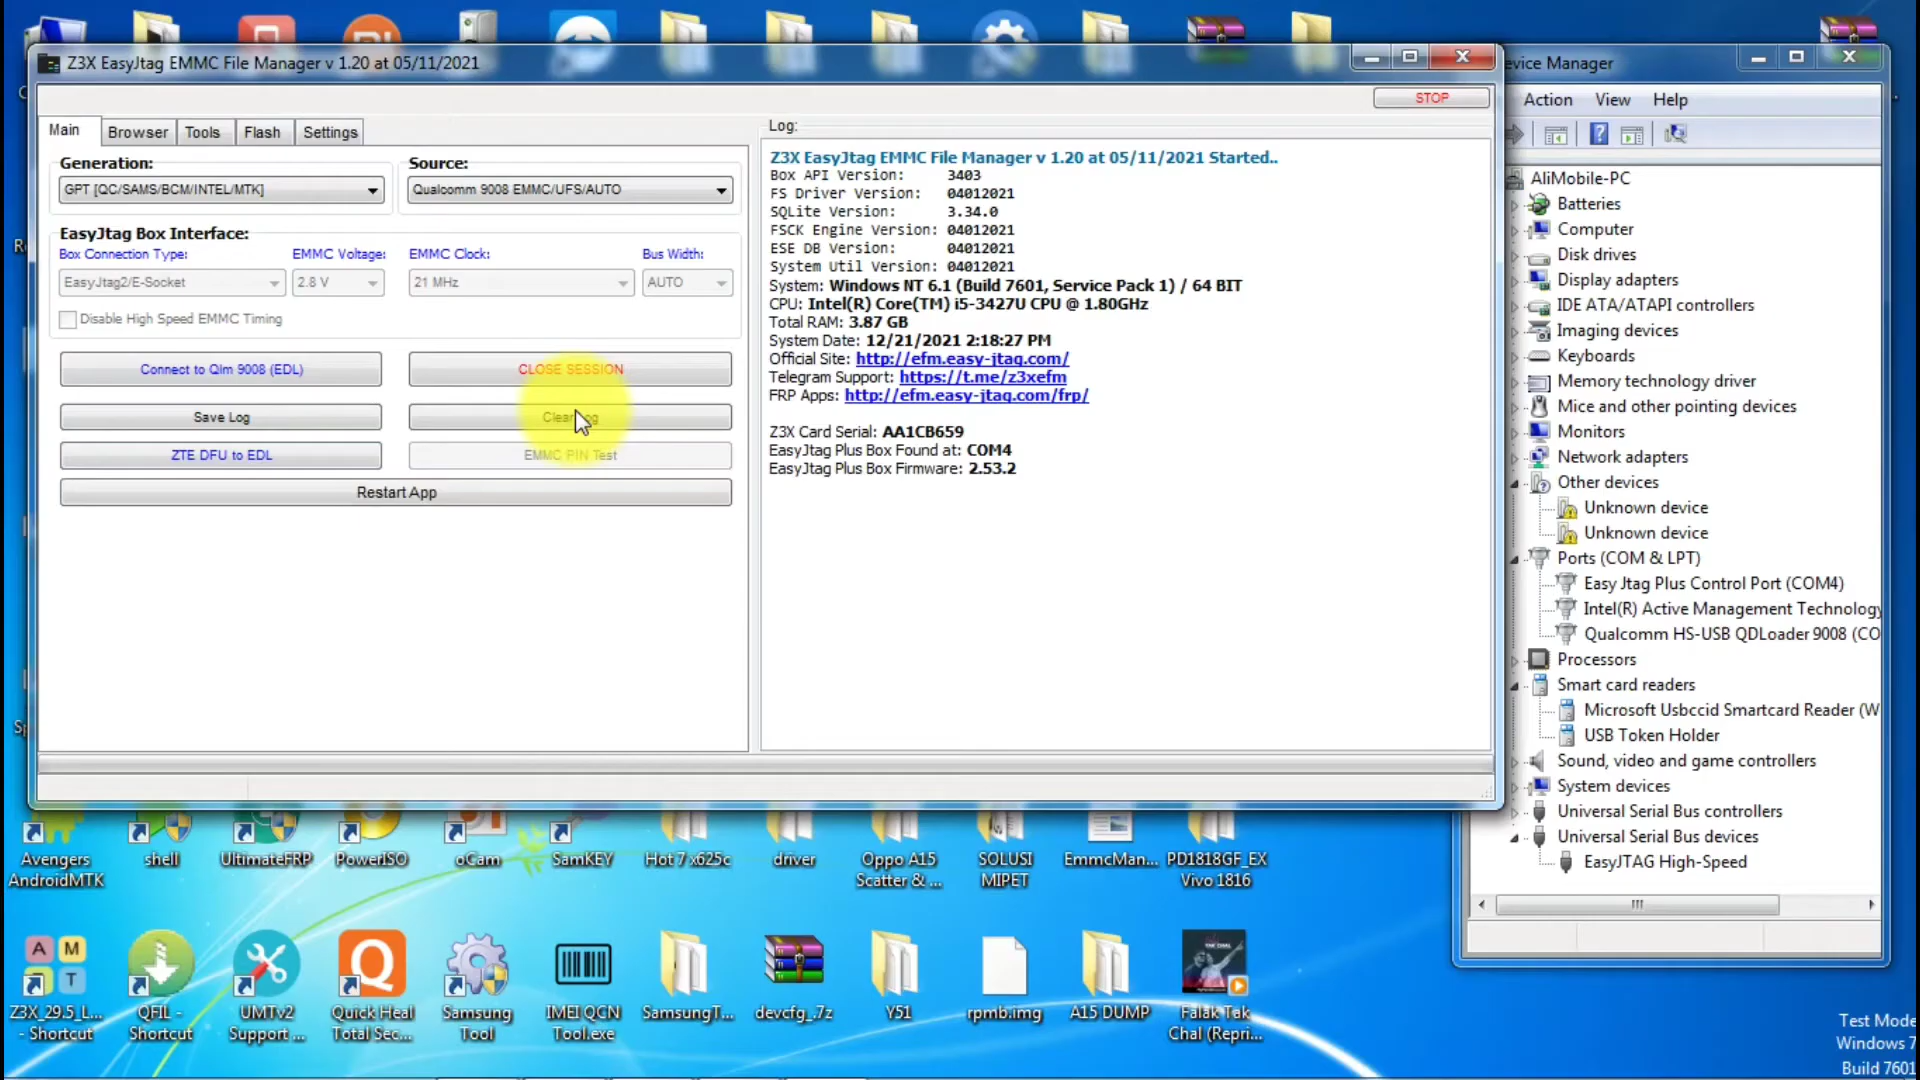 Z3X EasyJtag EMMC File Manager v 1.20 at 05/11/2021
STOP
Main
Browser
Tools
Flash
Settings
Generation:
GPT [QC/SAMS/BCM/INTEL/MTK]
Source:
Qualcomm 9008 EMMC/UFS/AUTO
EasyJtag Box Interface:
Box Connection Type:
EMMC Voltage:
EMMC Clock:
Bus Width:
EasyJtag2/E-Socket
2.8 V
21 MHz
AUTO
Disable High Speed EMMC Timing
Connect to Qlm 9008 (EDL)
CLOSE SESSION
Save Log
ZTE DFU to EDL
EMMC PIN Test
Restart App
Log:
Z3X EasyJtag EMMC File Manager v 1.20 at 05/11/2021 Started..
Box API Version: 3403
FS Driver Version: 04012021
SQLite Version: 3.34.0
FSCK Engine Version: 04012021
ESE DB Version: 04012021
System Util Version: 04012021
System: Windows NT 6.1 (Build 7601, Service Pack 1) / 64 BIT
CPU: Intel(R) Core(TM) i5-3427U CPU @ 1.80GHz
Total RAM: 3.87 GB
System Date: 12/21/2021 2:18:27 PM
Official Site: http://efm.easy-jtag.com/
Telegram Support: https://t.me/z3xefm
FRP Apps: http://efm.easy-jtag.com/frp/
Z3X Card Serial: AA1CB659
EasyJtag Plus Box Found at: COM4
EasyJtag Plus Box Firmware: 2.53.2
evice Manager
Action
View
Help
AliMobile-PC
Batteries
Computer
Disk drives
Display adapters
IDE ATA/ATAPI controllers
Imaging devices
Keyboards
Memory technology driver
Mice and other pointing devices
Monitors
Network adapters
Other devices
Unknown device
Unknown device
Ports (COM & LPT)
Easy Jtag Plus Control Port (COM4)
Intel(R) Active Management Technology
Qualcomm HS-USB QDLoader 9008 (CO
Processors
Smart card readers
Microsoft Usbccid Smartcard Reader (W
USB Token Holder
Sound, video and game controllers
System devices
Universal Serial Bus controllers
Universal Serial Bus devices
EasyJTAG High-Speed
Avengers
AndroidMTK
shell
UltimateFRP
PowerISO
oCam
SamKEY
Hot 7 x625c
driver
Oppo A15
Scatter & ...
SOLUSI
MIPET
EmmcMan...
PD1818GF_EX
Vivo 1816
A M
T
Z3X_29.5_L...
- Shortcut
QFIL -
Shortcut
UMTv2
Support ...
Quick Heal
Total Sec...
Samsung
Tool
IMEI QCN
Tool.exe
SamsungT...
devcfg_.7z
Y51
rpmb.img
A15 DUMP
Falak Tak
Chal (Repri...
Test Mode
Windows 7
Build 7601